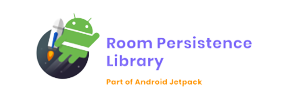 Room Persistence
Library
Part of Android Jetpack